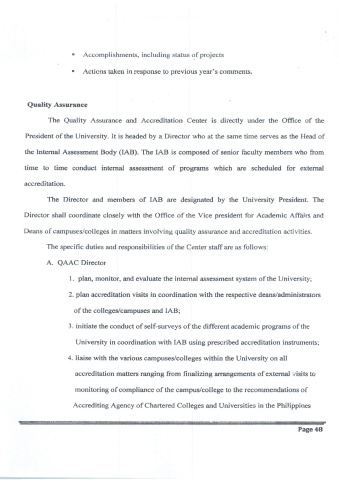 • Accomplishments, including status of projects
• Actions taken in response to previous year's comments.
Quality Assurance
The Quality Assurance and Accreditation Center is directly under the Office of the
President of the University. It is headed by a Director who at the same time serves as the Head of
the Internal Assessment Body (IAB). The IAB is composed of senior faculty members who from
time to time conduct internal assessment of programs which are scheduled for external
accreditation.
The Director and members of IAB are designated by the University President. The
Director shall coordinate closely with the Office of the Vice president for Academic Affairs and
Deans of campuses/colleges in matters involving quality assurance and accreditation activities.
The specific duties and responsibilities of the Center staff are as follows:
A. QAAC Director
1. plan, monitor, and evaluate the internal assessment system of the University;
2. plan accreditation visits in coordination with the respective deans/administrators
of the colleges/campuses and IAB;
3. initiate the conduct of self-surveys of the different academic programs of the
University in coordination with IAB using prescribed accreditation instruments;
4. liaise with the various campuses/colleges within the University on all
accreditation matters ranging from finalizing arrangements of external visits to
monitoring of compliance of the campus/college to the recommendations of
Accrediting Agency of Chartered Colleges and Universities in the Philippines
Page 48